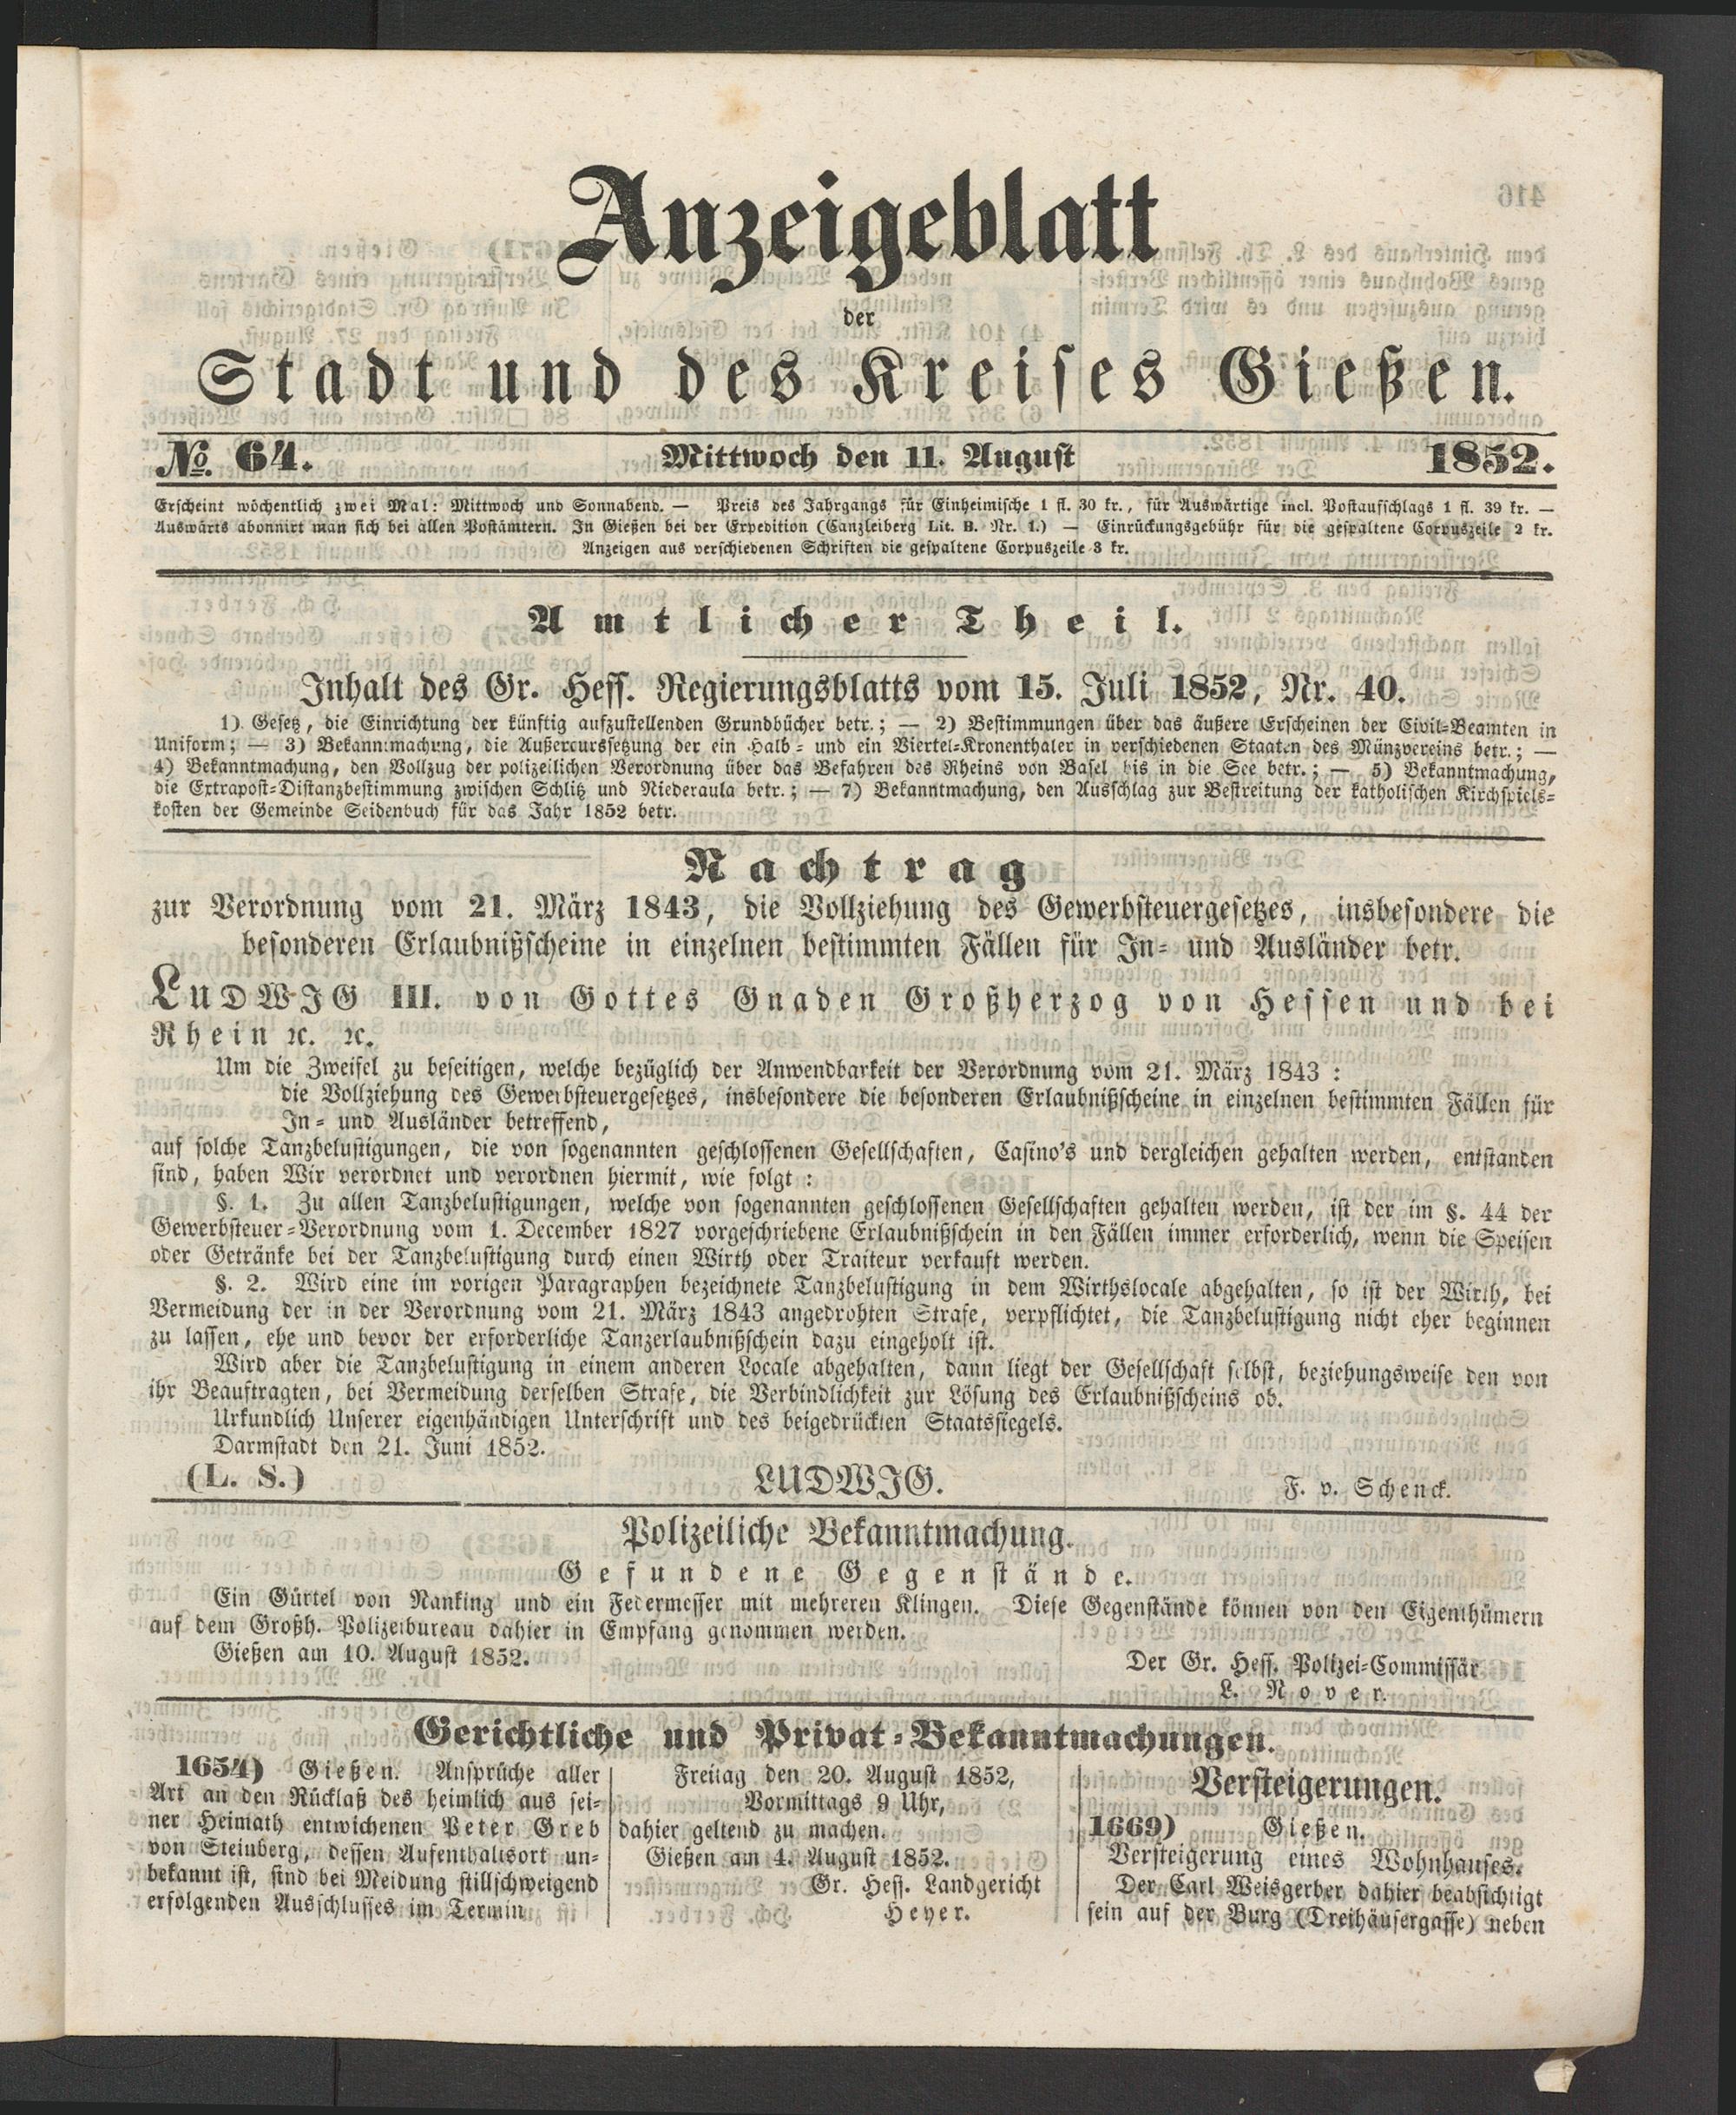 Anzeigeblatt
der
Stadt und des Kreises Gießen.
No. 64. Mittwoch den 11. August 1852.
Erscheint wöchentlich zwei Mal: Mittwoch und Sonnabend. — Preis des Jahrgangs für Einheimische 1 fl. 30 kr., für Auswärtige incl. Postaufschlags 1 fl. 39 kr. —
Auswärts abonnirt man sich bei allen Postämtern. In Gießen bei der Expedition (Canzleiberg Lit. B. Nr. 1.) — Einrückungsgebühr für die gespaltene Corpuszeile 2 kr.
Anzeigen aus verschiedenen Schriften die gespaltene Corpuszeile 3 kr.
Amtlicher Theil.
Inhalt des Gr. Hess. Regierungsblatts vom 15. Juli 1852, Nr. 40.
1) Gesetz, die Einrichtung der künftig aufzustellenden Grundbücher betr.; — 2) Bestimmungen über das äußere Erscheinen der Civil-Beamten in
Uniform; — 3) Bekanntmachung, die Außercurssetzung der ein Halb- und ein Viertel-Kronenthaler in verschiedenen Staaten des Münzvereins betr.; —
4) Bekanntmachung, den Vollzug der polizeilichen Verordnung über das Befahren des Rheins von Basel bis in die See betr.; — 5) Bekanntmachung,
die Extrapost-Distanzbestimmung zwischen Schlitz und Niederaula betr.; — 7) Bekanntmachung, den Ausschlag zur Bestreitung der katholischen Kirchspiels-
kosten der Gemeinde Seidenbuch für das Jahr 1852 betr.
Nachtrag
zur Verordnung vom 21. März 1843, die Vollziehung des Gewerbsteuergesetzes, insbesondere die
besonderen Erlaubnißscheine in einzelnen bestimmten Fällen für In- und Ausländer betr.
LUDWIG III. von Gottes Gnaden Großherzog von Hessen und bei
Rhein ꝛc. ꝛc.
Um die Zweifel zu beseitigen, welche bezüglich der Anwendbarkeit der Verordnung vom 21. März 1843 :
die Vollziehung des Gewerbsteuergesetzes, insbesondere die besonderen Erlaubnißscheine in einzelnen bestimmten Fällen für
In- und Ausländer betreffend,
auf solche Tanzbelustigungen, die von sogenannten geschlossenen Gesellschaften, Casino's und dergleichen gehalten werden, entstanden
sind, haben Wir verordnet und verordnen hiermit, wie folgt :
§. 1. Zu allen Tanzbelustigungen, welche von sogenannten geschlossenen Gesellschaften gehalten werden, ist der im §. 44 der
Gewerbsteuer-Verordnung vom 1. December 1827 vorgeschriebene Erlaubnißschein in den Fällen immer erforderlich, wenn die Speisen
oder Getränke bei der Tanzbelustigung durch einen Wirth oder Traiteur verkauft werden.
§. 2. Wird eine im vorigen Paragraphen bezeichnete Tanzbelustigung in dem Wirthslocale abgehalten, so ist der Wirth, bei
Vermeidung der in der Verordnung vom 21. März 1843 angedrohten Strafe, verpflichtet, die Tanzbelustigung nicht eher beginnen
zu lassen, ehe und bevor der erforderliche Tanzerlaubnißschein dazu eingeholt ist.
Wird aber die Tanzbelustigung in einem anderen Locale abgehalten, dann liegt der Gesellschaft selbst, beziehungsweise den von
ihr Beauftragten, bei Vermeidung derselben Strafe, die Verbindlichkeit zur Lösung des Erlaubnißscheins ob.
Urkundlich Unserer eigenhändigen Unterschrift und des beigedrückten Staatssiegels.
Darmstadt den 21. Juni 1852.
(L. S.) LUDWIG. F. v. Schenck.
Polizeiliche Bekanntmachung.
Gefundene Gegenstände.
Ein Gürtel von Nanking und ein Federmesser mit mehreren Klingen. Diese Gegenstände können von den Eigenthümern
auf dem Großh. Polizeibureau dahier in Empfang genommen werden.
Gießen am 10. August 1852.
Der Gr. Hess. Polizei-Commissär
L. Nover.
Gerichtliche und Privat-Bekanntmachungen.
1654) Gießen. Ansprüche aller
Art an den Rücklaß des heimlich aus sei-
ner Heimath entwichenen Peter Greb
von Steinberg, dessen Aufenthaltsort un-
bekannt ist, sind bei Meidung stillschweigend
erfolgenden Ausschlusses im Termin
Freitag den 20. August 1852,
Vormittags 9 Uhr,
dahier geltend zu machen.
Gießen am 4. August 1852.
Gr. Hess. Landgericht
Heyer.
Versteigerungen.
1669) Gießen.
Versteigerung eines Wohnhauses.
Der Carl Weisgerber dahier beabsichtigt
sein auf der Burg (Dreihäusergasse) neben